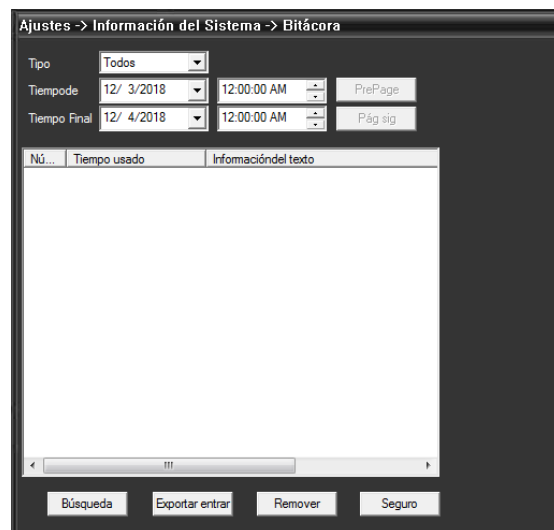 Ajustes -> Información del Sistema -> Bitácora
Tipo Todos
Tiempode 12/ 3/2018 12:00:00 AM PrePage
Tiempo Final 12/ 4/2018 12:00:00 AM Pág sig
Nú... Tiempo usado Informacióndel texto
Búsqueda Exportar entrar Remover Seguro